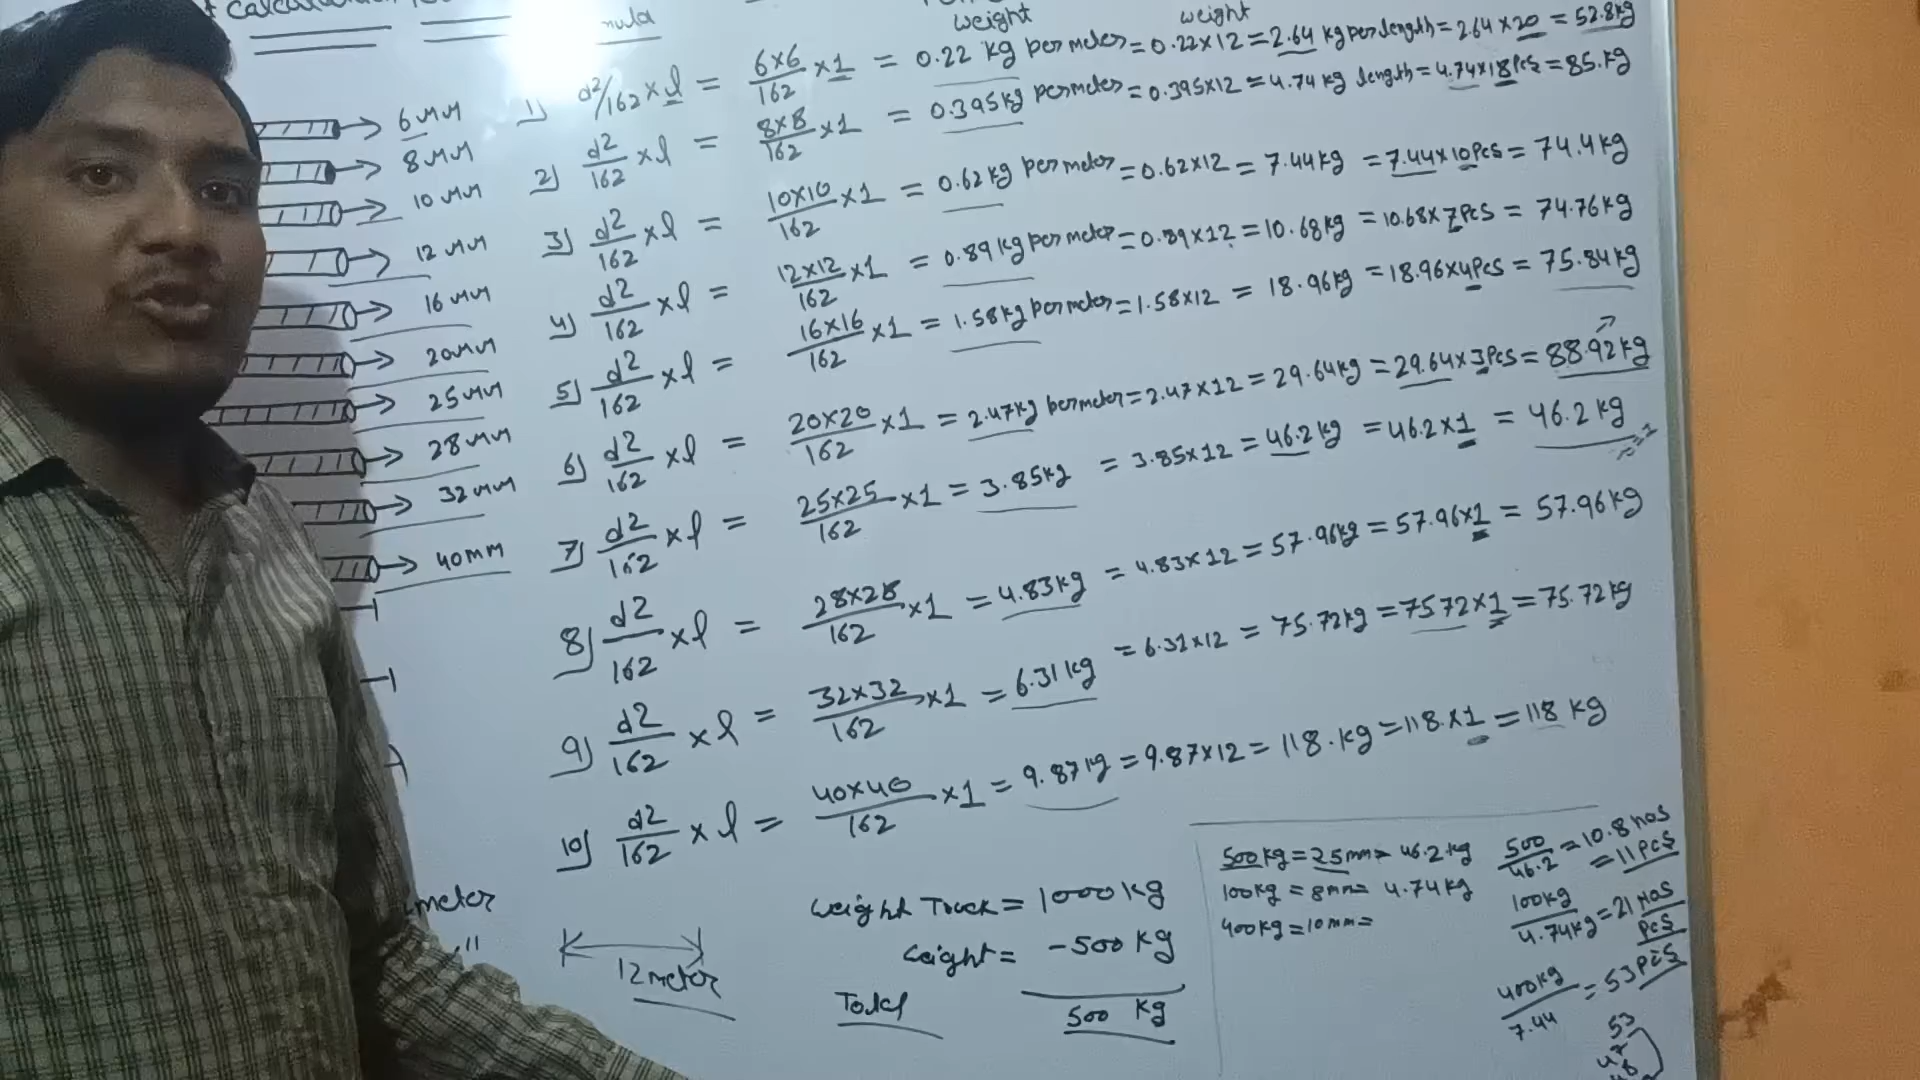 calculation
weight
weight
6MM
8MM
10MM
12MM
16MM
20MM
25MM
28MM
32MM
40MM
1) d²/162 × l = 6×6/162 ×1 = 0.22 kg per meter = 0.22×12 = 2.64 kg per length = 2.64×20 = 52.8kg
2) d2/162 ×l = 8×8/162 ×1 = 0.395kg per meter = 0.395×12 = 4.74 kg length = 4.74×18Pcs = 85.kg
3) d2/162 ×l = 10×10/162 ×1 = 0.62kg per meter = 0.62×12 = 7.44kg = 7.44×10Pcs = 74.4kg
4) d2/162 ×l = 12×12/162 ×1 = 0.89kg per meter = 0.89×12 = 10.68kg = 10.68×7Pcs = 74.76kg
5) d2/162 ×l = 16×16/162 ×1 = 1.58kg per meter = 1.58×12 = 18.96kg = 18.96×4Pcs = 75.84kg
6) d2/162 ×l = 20×20/162 ×1 = 2.47kg per meter = 2.47×12 = 29.64kg = 29.64×3Pcs = 88.92kg
7) d2/162 ×l = 25×25/162 ×1 = 3.85kg = 3.85×12 = 46.2kg = 46.2×1 = 46.2 kg
8) d2/162 ×l = 28×28/162 ×1 = 4.83kg = 4.83×12 = 57.96kg = 57.96×1 = 57.96kg
9) d2/162 ×l = 32×32/162 ×1 = 6.31kg = 6.31×12 = 75.72kg = 7572×1 = 75.72kg
10) d2/162 × l = 40×40/162 ×1 = 9.87kg = 9.87×12 = 118.kg = 118.×1 = 118 kg
meter
12meter
weight Truck = 1000kg
weight = -500 kg
Total 500 kg
500kg = 25mm = 46.2kg
100kg = 8mm = 4.74kg
400kg = 10mm =
500/46.2 = 10.8 nos
= 11 PCS
100kg/4.74kg = 21 NOS
PCS
400kg/7.44 = 53 PCS
53